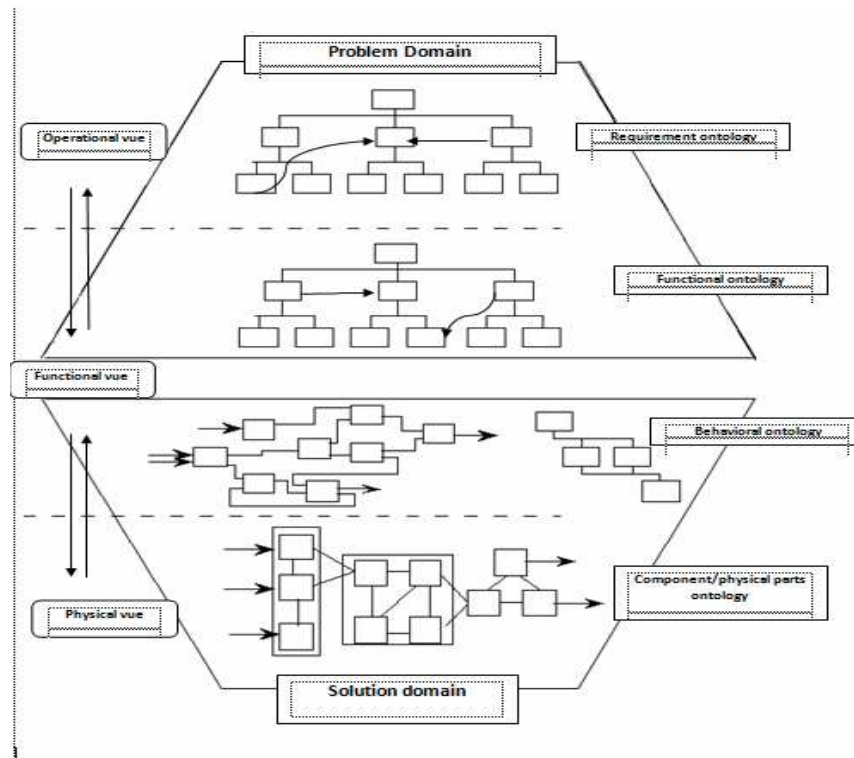 Problem Domain
Operational vue
Requirement ontology
Functional ontology
Functional vue
Behavioral ontology
Component/physical parts
ontology
Physical vue
Solution domain